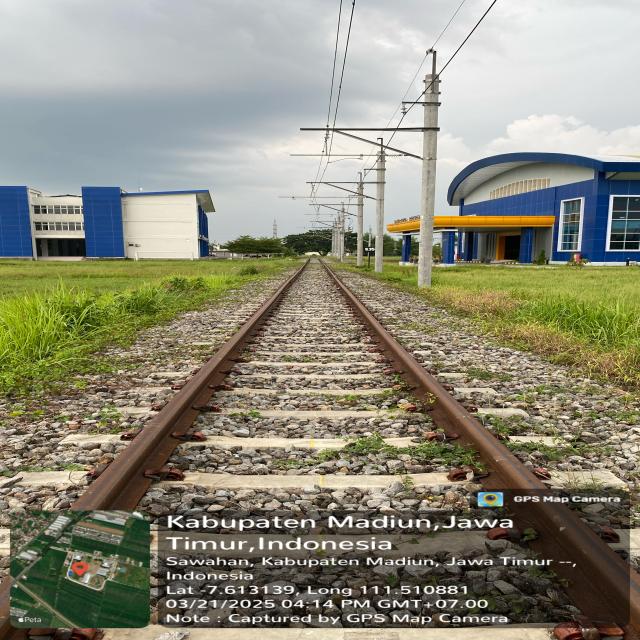 GPS Map Camera
Kabupaten Madiun,Jawa
Timur,Indonesia
Sawahan, Kabupaten Madiun, Jawa Timur --,
Indonesia
Lat -7.613139, Long 111.510881
03/21/2025 04:14 PM GMT+07.00
Note : Captured by GPS Map Camera
Peta